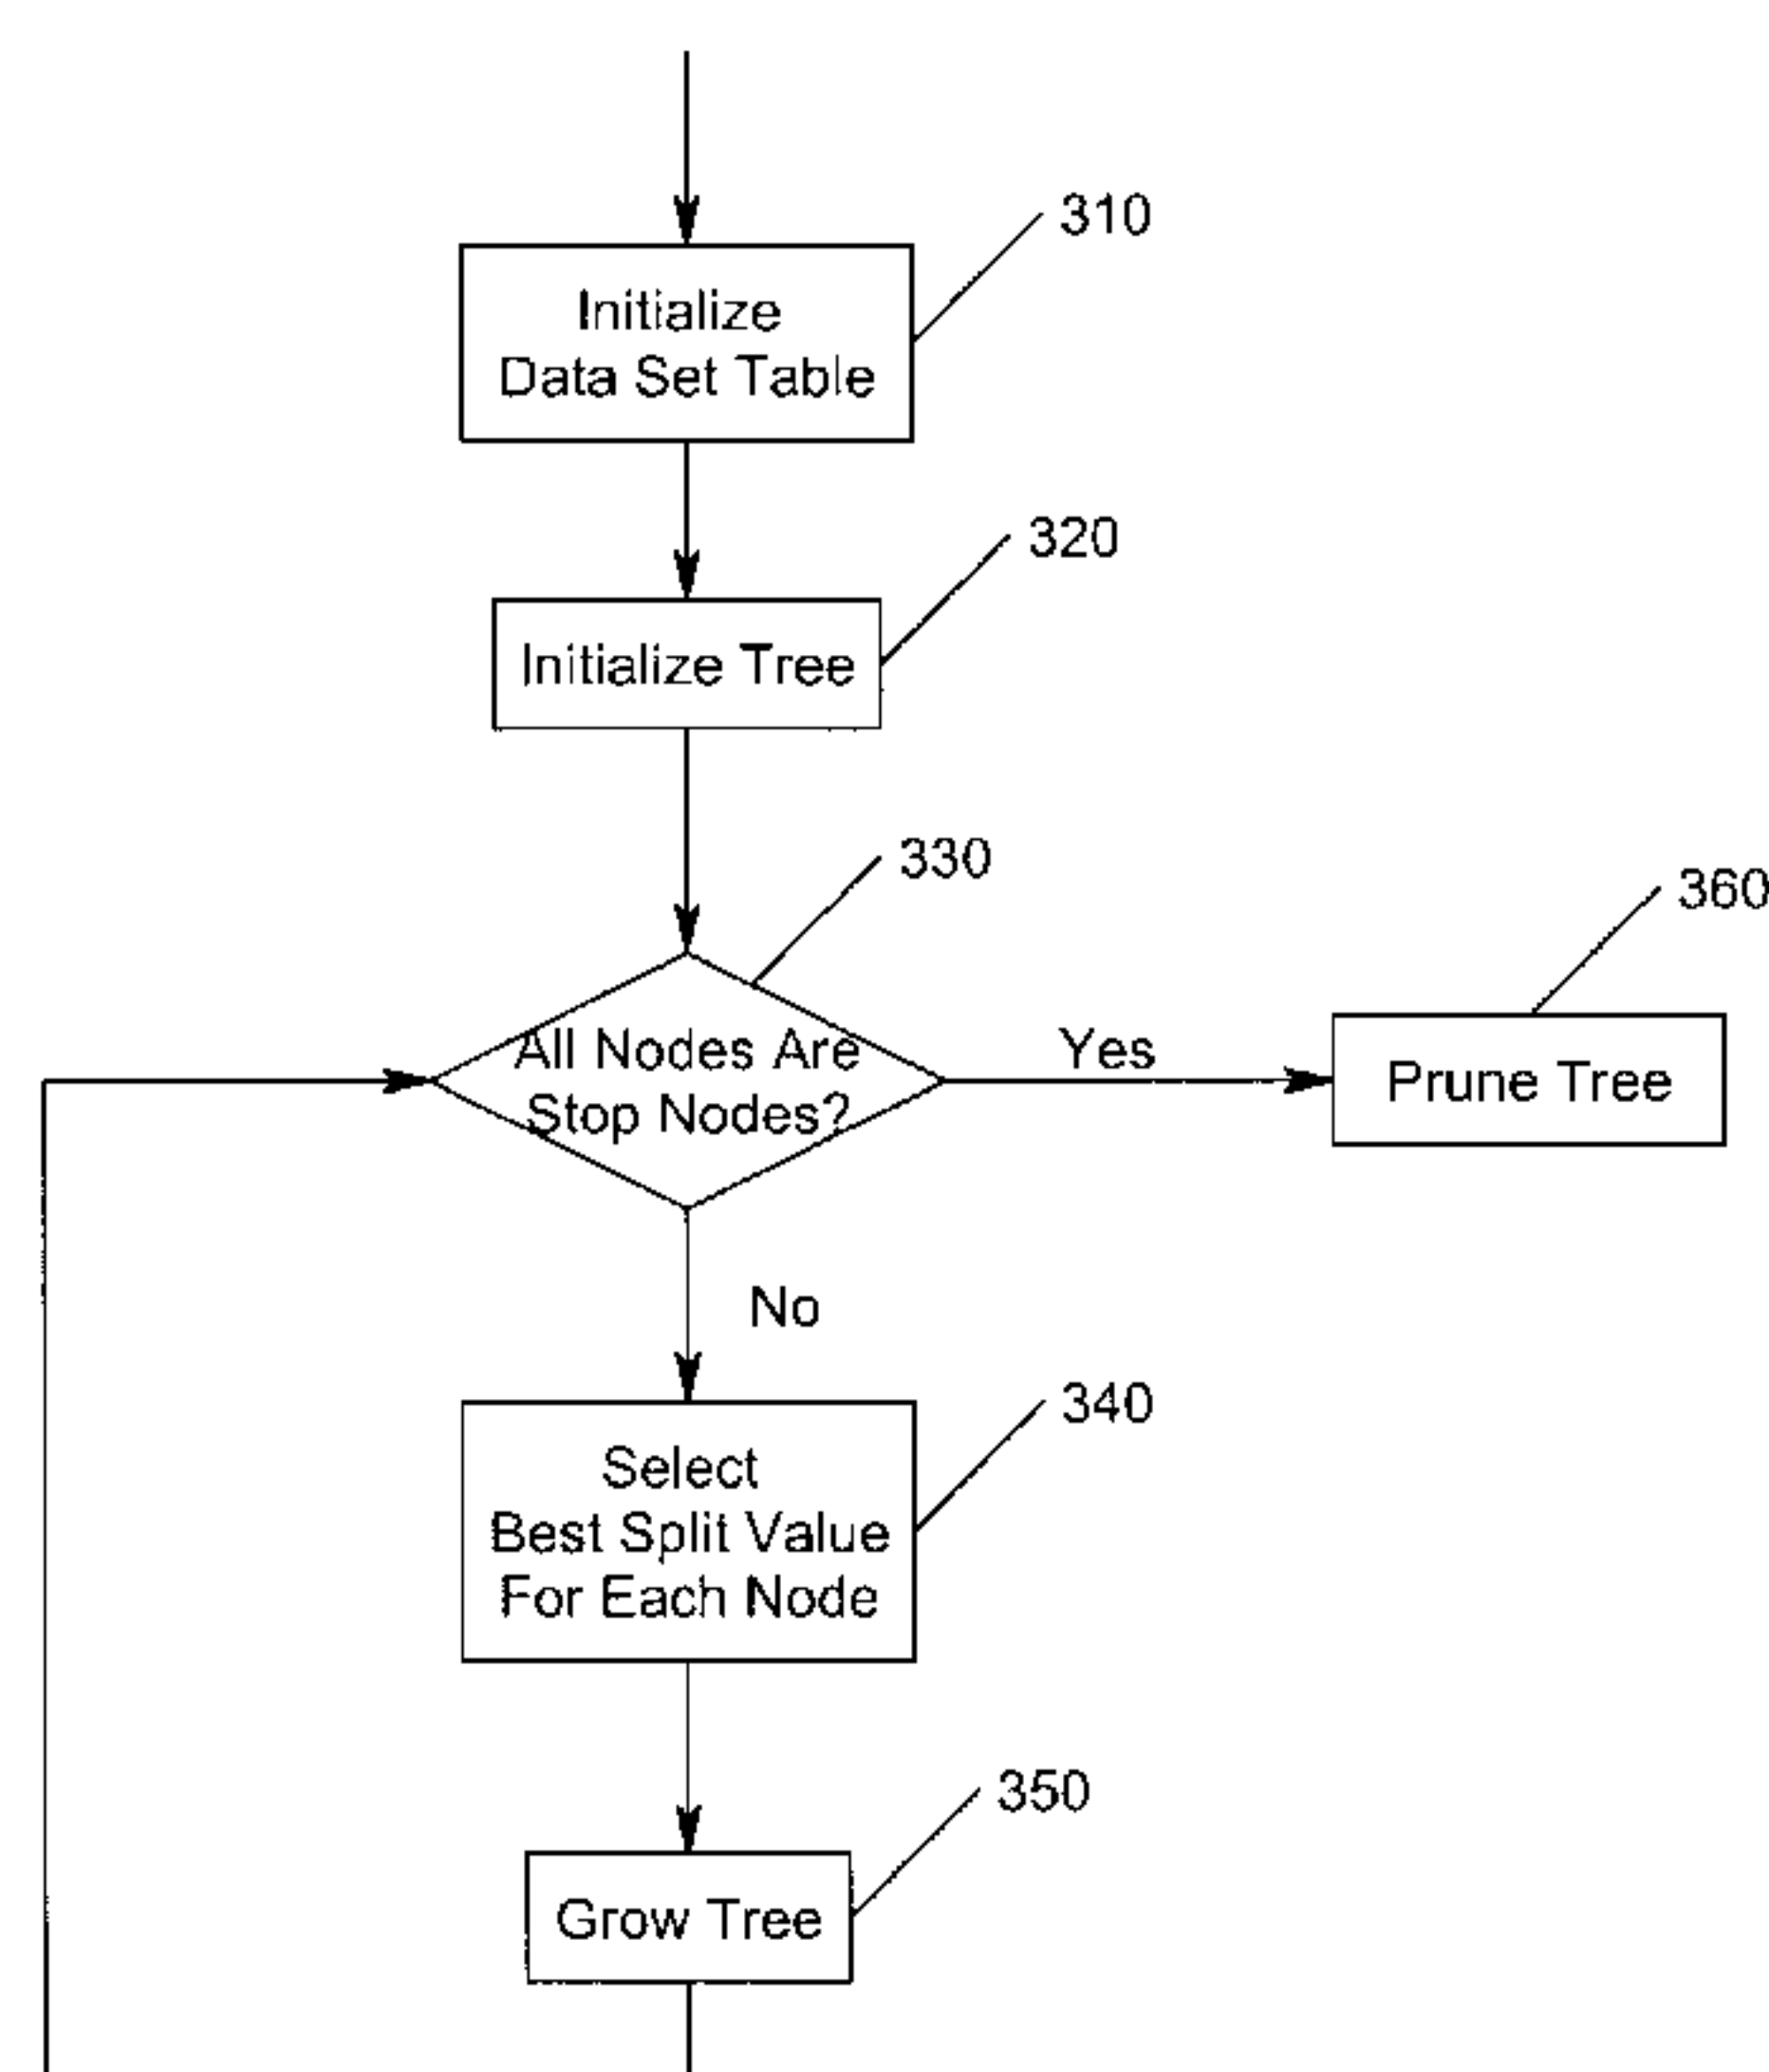 310
Initialize
Data Set Table
320
Initialize Tree
330
360
All Nodes Are
Stop Nodes?
Yes
Prune Tree
No
340
Select
Best Split Value
For Each Node
350
Grow Tree